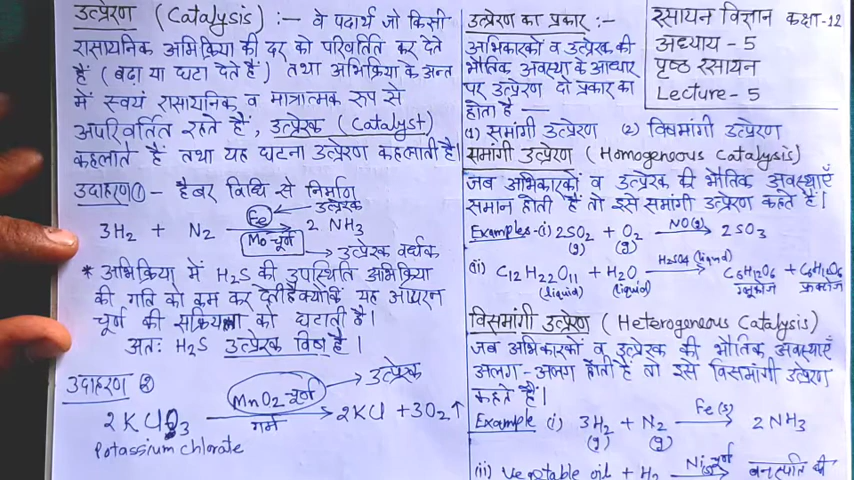 उत्प्रेरण (Catalysis) :— वे पदार्थ जो किसी
रासायनिक अभिक्रिया की दर को परिवर्तित कर देते
हैं (बढ़ा या घटा देते हैं) तथा अभिक्रिया के अन्त
में स्वयं रासायनिक व मात्रात्मक रूप से
अपरिवर्तित रहते हैं, उत्प्रेरक (Catalyst)
कहलाते हैं तथा यह घटना उत्प्रेरण कहलाती है।
उदाहरण① – हैबर विधि से निर्माण
Fe → उत्प्रेरक
3H2 + N2 → 2 NH3
Mo-चूर्ण → उत्प्रेरक वर्धक
* अभिक्रिया में H2S की उपस्थिति अभिक्रिया
की गति को कम कर देती है क्योंकि यह आयरन
चूर्ण की सक्रियता को घटाती है।
अतः H2S उत्प्रेरक विष है।
उदाहरण ②
MnO2 चूर्ण → उत्प्रेरक
2KClO3 → 2KCl + 3O2↑
गर्म
Potassium chlorate
उत्प्रेरण का प्रकार :—
अभिकारकों व उत्प्रेरक की
भौतिक अवस्था के आधार
पर उत्प्रेरण दो प्रकार का
होता है —
(1) समांगी उत्प्रेरण (2) विषमांगी उत्प्रेरण
रसायन विज्ञान कक्षा-12
अध्याय – 5
पृष्ठ रसायन
Lecture – 5
समांगी उत्प्रेरण (Homogeneous Catalysis)
जब अभिकारकों व उत्प्रेरक की भौतिक अवस्थाएँ
समान होती हैं तो इसे समांगी उत्प्रेरण कहते हैं।
Examples-(i) 2SO2 (g) + O2 (g) NO(g)→ 2SO3
(ii) C12H22O11 (liquid) + H2O (liquid) H2SO4 (liquid)→ C6H12O6 ग्लूकोज + C6H12O6 फ्रक्टोज
विसमांगी उत्प्रेरण (Heterogeneous Catalysis)
जब अभिकारकों व उत्प्रेरक की भौतिक अवस्थाएँ
अलग-अलग होती हैं तो इसे विसमांगी उत्प्रेरण
कहते हैं।
Example (i) 3H2 (g) + N2 (g) Fe(s)→ 2NH3
(ii) Vegetable oil + H2 Ni चूर्ण→ वनस्पति घी